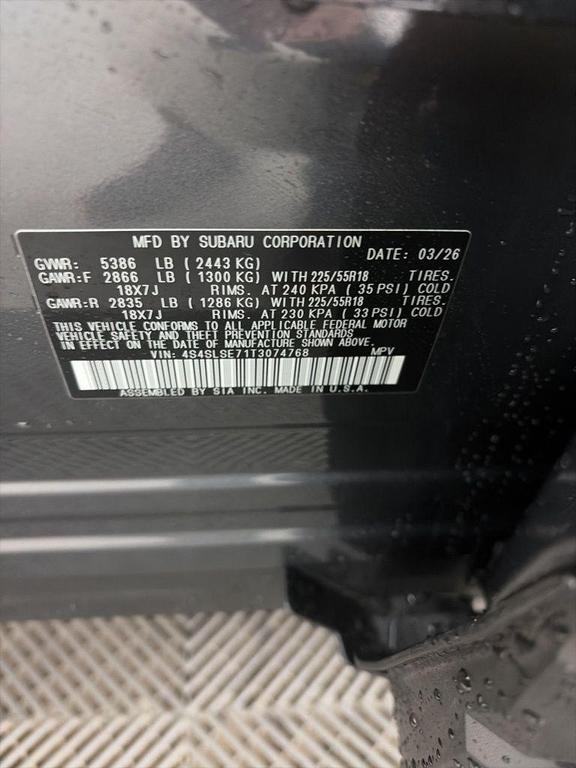 MFD BY SUBARU CORPORATION
DATE: 03/26
GVWR: 5386 LB ( 2443 KG)
GAWR:F 2866 LB ( 1300 KG) WITH 225/55R18 TIRES.
18X7J RIMS. AT 240 KPA ( 35 PSI) COLD
GAWR:R 2835 LB ( 1286 KG) WITH 225/55R18 TIRES.
18X7J RIMS. AT 230 KPA ( 33 PSI) COLD
THIS VEHICLE CONFORMS TO ALL APPLICABLE FEDERAL MOTOR
VEHICLE SAFETY AND THEFT PREVENTION STANDARDS
IN EFFECT ON THE DATE OF MANUFACTURE SHOWN ABOVE.
VIN: 4S4SLSE71T3074768 MPV
ASSEMBLED BY SIA INC. MADE IN U.S.A.